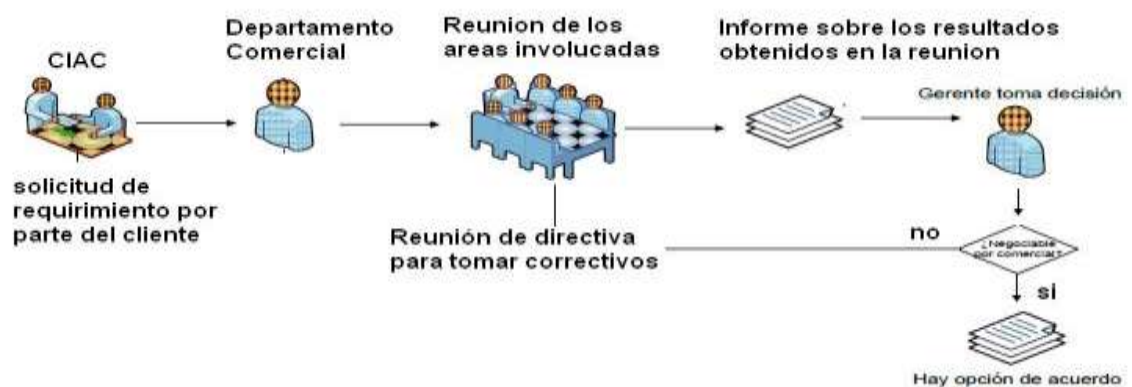 CIAC
solicitud de
requirimiento por
parte del cliente
Departamento
Comercial
Reunion de los
areas involucadas
Informe sobre los resultados
obtenidos en la reunion
Gerente toma decisión
¿Negociable
por comercial?
no
Reunión de directiva
para tomar correctivos
si
Hay opción de acuerdo